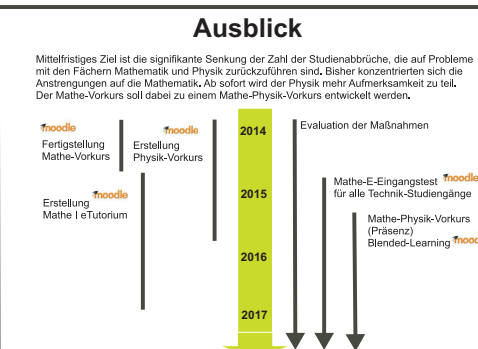 Ausblick
Mittelfristiges Ziel ist die signifikante Senkung der Zahl der Studienabbrüche, die auf Probleme
mit den Fächern Mathematik und Physik zurückzuführen sind. Bisher konzentrierten sich die
Anstrengungen auf die Mathematik. Ab sofort wird der Physik mehr Aufmerksamkeit zu teil.
Der Mathe-Vorkurs soll dabei zu einem Mathe-Physik-Vorkurs entwickelt werden.
moodle
Fertigstellung
Mathe-Vorkurs
moodle
Erstellung
Physik-Vorkurs
2014
Evaluation der Maßnahmen
moodle
Erstellung
Mathe I eTutorium
2015
Mathe-E-Eingangstest moodle
für alle Technik-Studiengänge
Mathe-Physik-Vorkurs
(Präsenz)
Blended-Learning mood
2016
2017